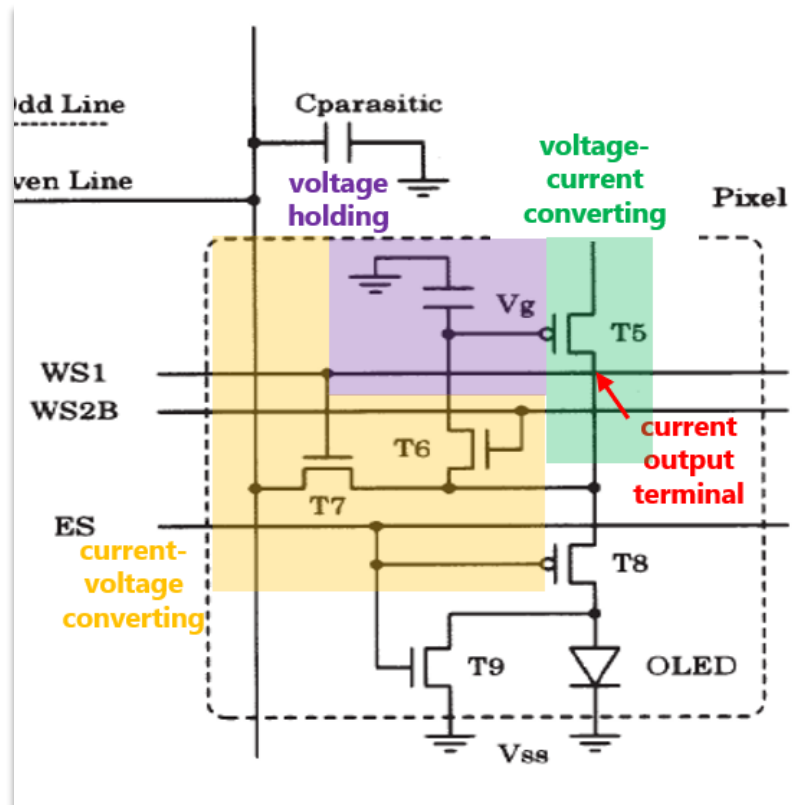 dd Line
Cparasitic
ven Line
voltage
holding
voltage-
current
converting
Pixel
Vg
T5
WS1
WS2B
T6
current
output
terminal
T7
ES
current-
voltage
converting
T8
T9
OLED
Vss